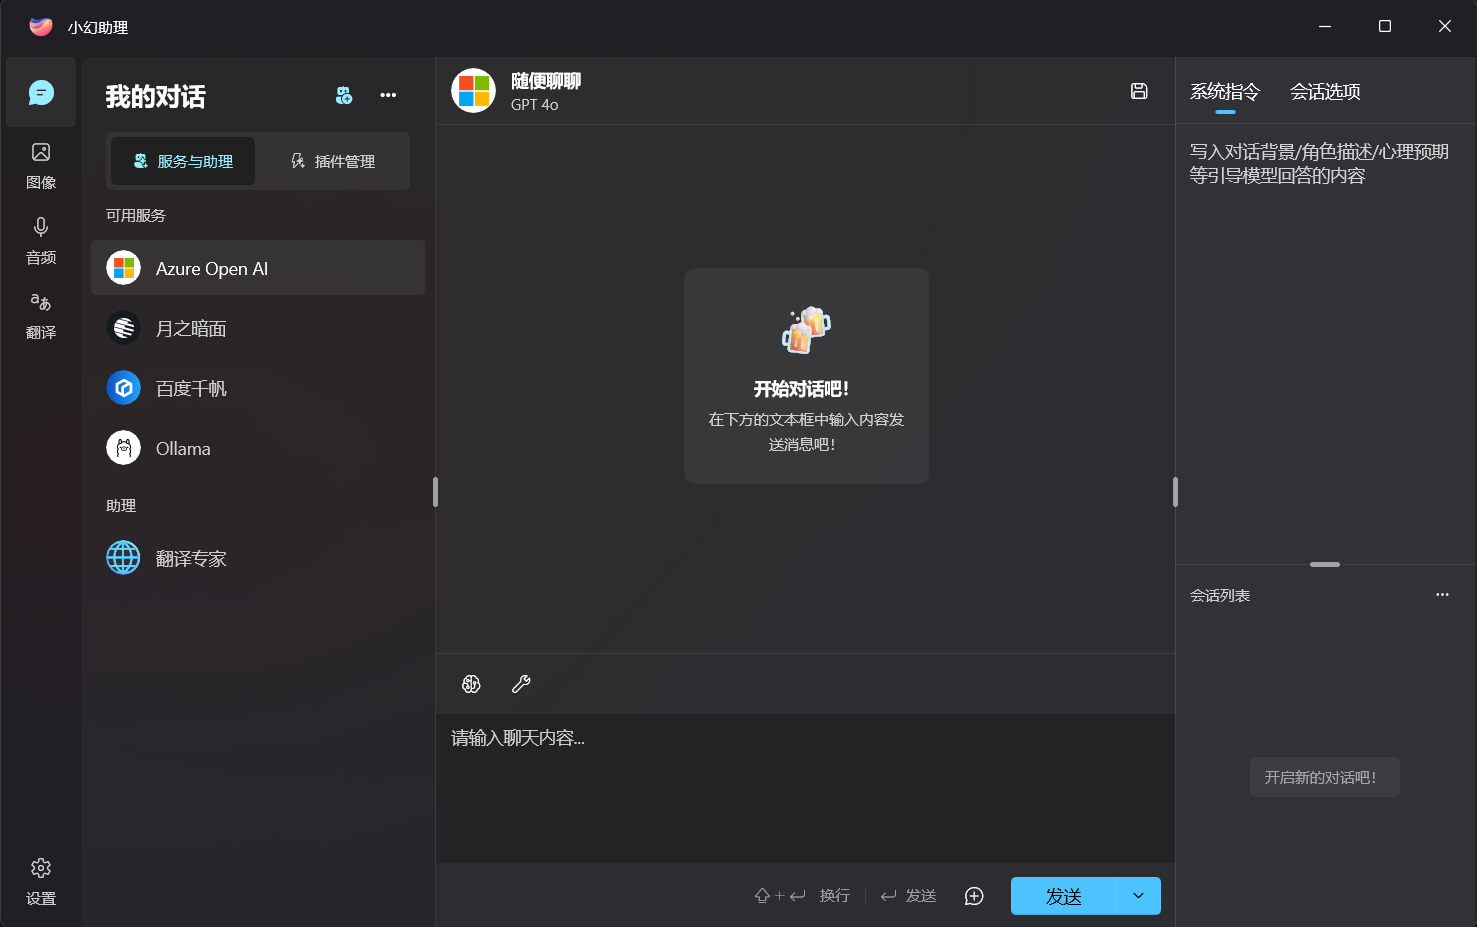 小幻助理
图像
音频
翻译
设置
我的对话
服务与助理
插件管理
可用服务
Azure Open AI
月之暗面
百度千帆
Ollama
助理
翻译专家
随便聊聊
GPT 4o
开始对话吧！
在下方的文本框中输入内容发
送消息吧！
请输入聊天内容...
换行
发送
发送
系统指令
会话选项
写入对话背景/角色描述/心理预期
等引导模型回答的内容
会话列表
开启新的对话吧！